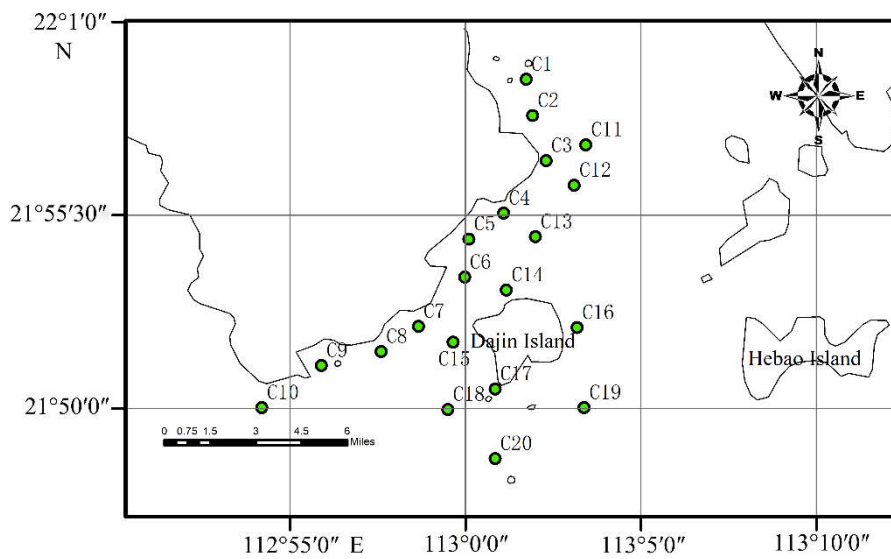 22°1′0″
N
N
W
E
S
C1
C2
C11
C3
C12
C4
21°55′30″
C5
C13
C6
C14
C7
C16
C8
C15
Dajin Island
Hebao Island
C9
C17
C10
C18
C19
21°50′0″
0 0.75 1.5 3 4.5 6
Miles
C20
112°55′0″ E 113°0′0″ 113°5′0″ 113°10′0″